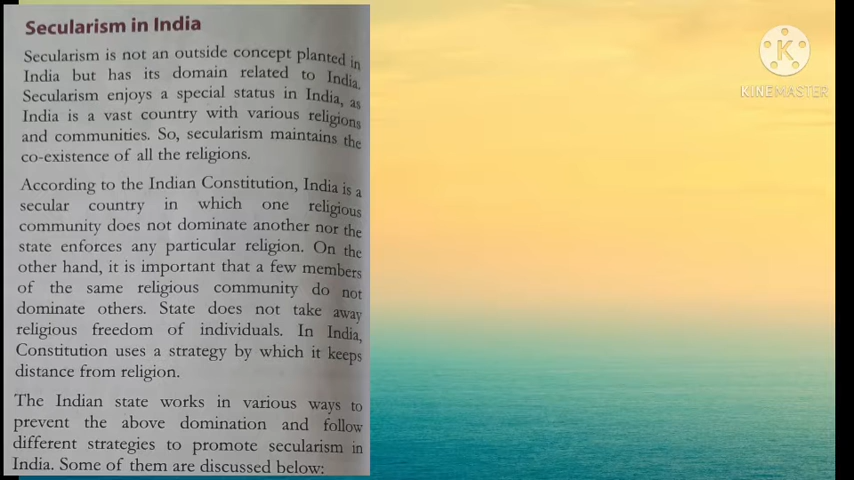 Secularism in India
Secularism is not an outside concept planted in
India but has its domain related to India.
Secularism enjoys a special status in India, as
India is a vast country with various religions
and communities. So, secularism maintains the
co-existence of all the religions.
According to the Indian Constitution, India is a
secular country in which one religious
community does not dominate another nor the
state enforces any particular religion. On the
other hand, it is important that a few members
of the same religious community do not
dominate others. State does not take away
religious freedom of individuals. In India,
Constitution uses a strategy by which it keeps
distance from religion.
The Indian state works in various ways to
prevent the above domination and follow
different strategies to promote secularism in
India. Some of them are discussed below:
K
KINEMASTER